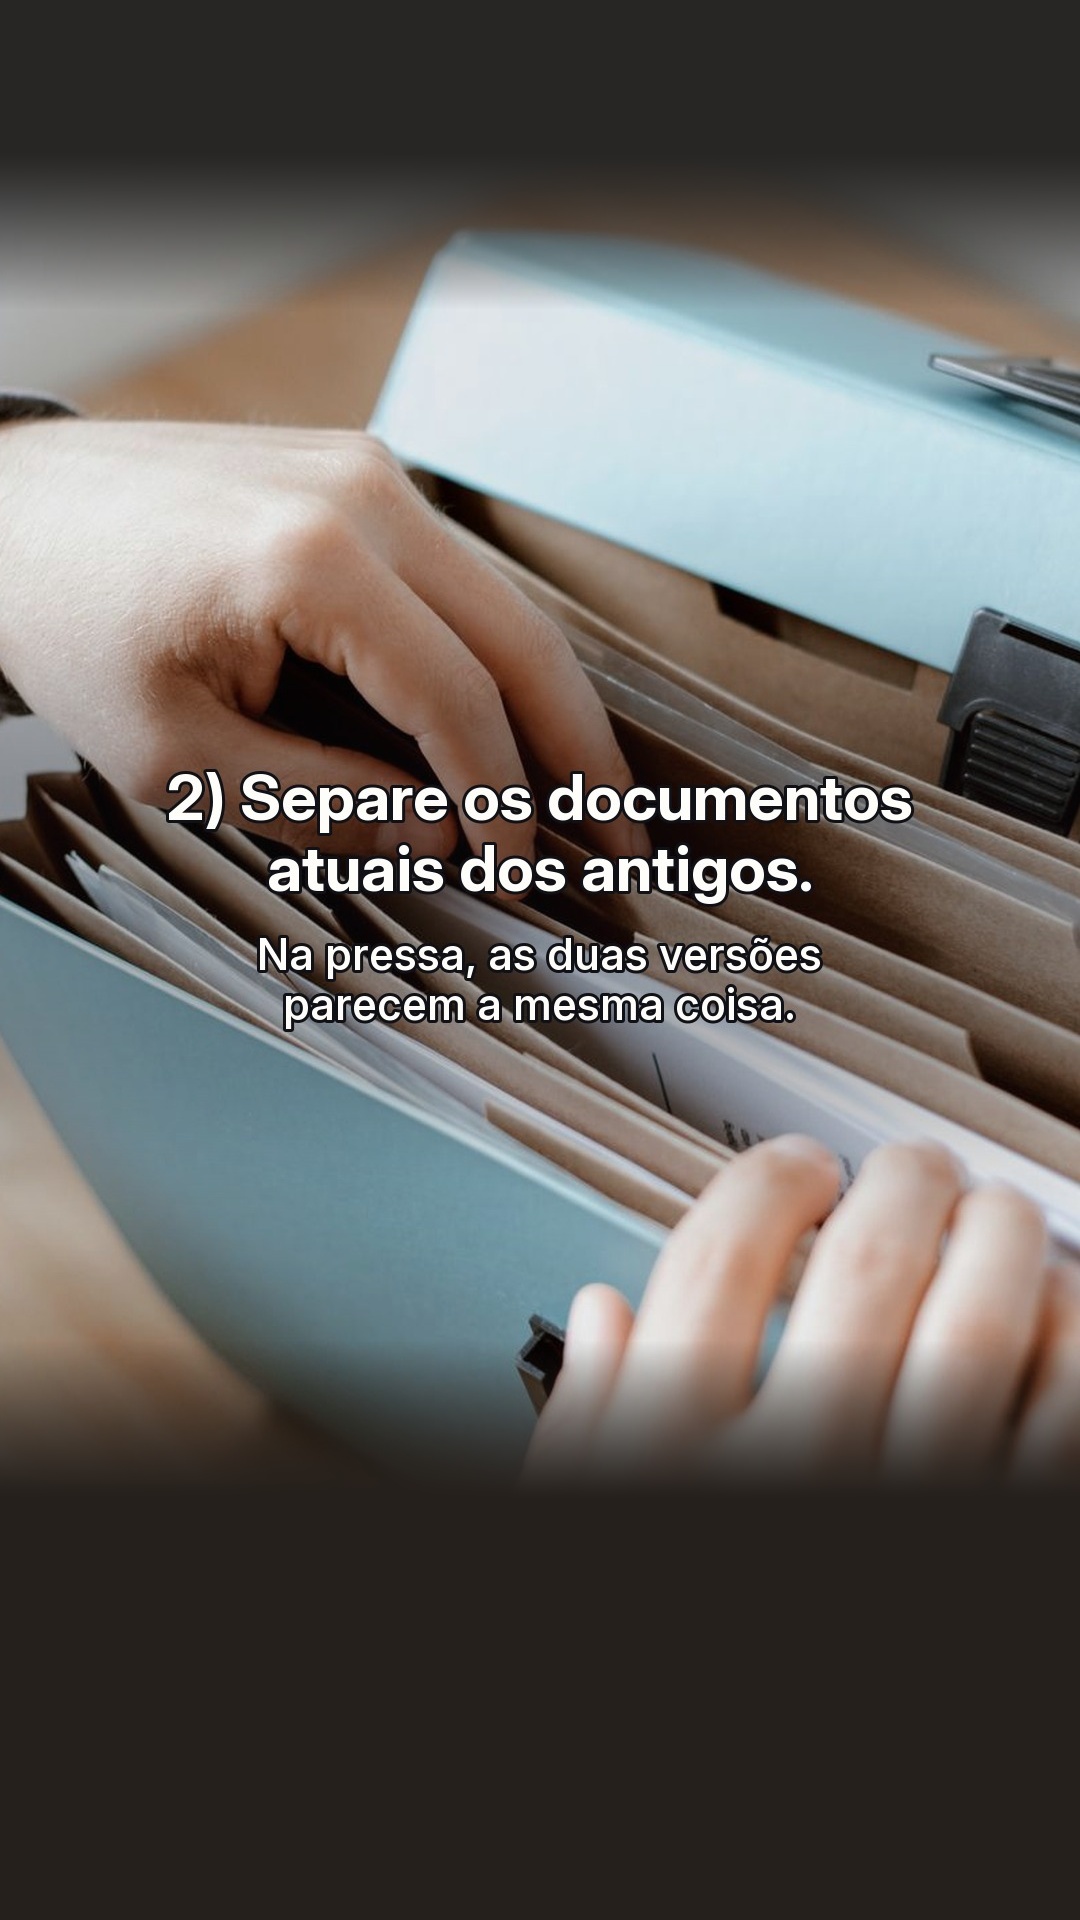 2) Separe os documentos
atuais dos antigos.
Na pressa, as duas versões
parecem a mesma coisa.